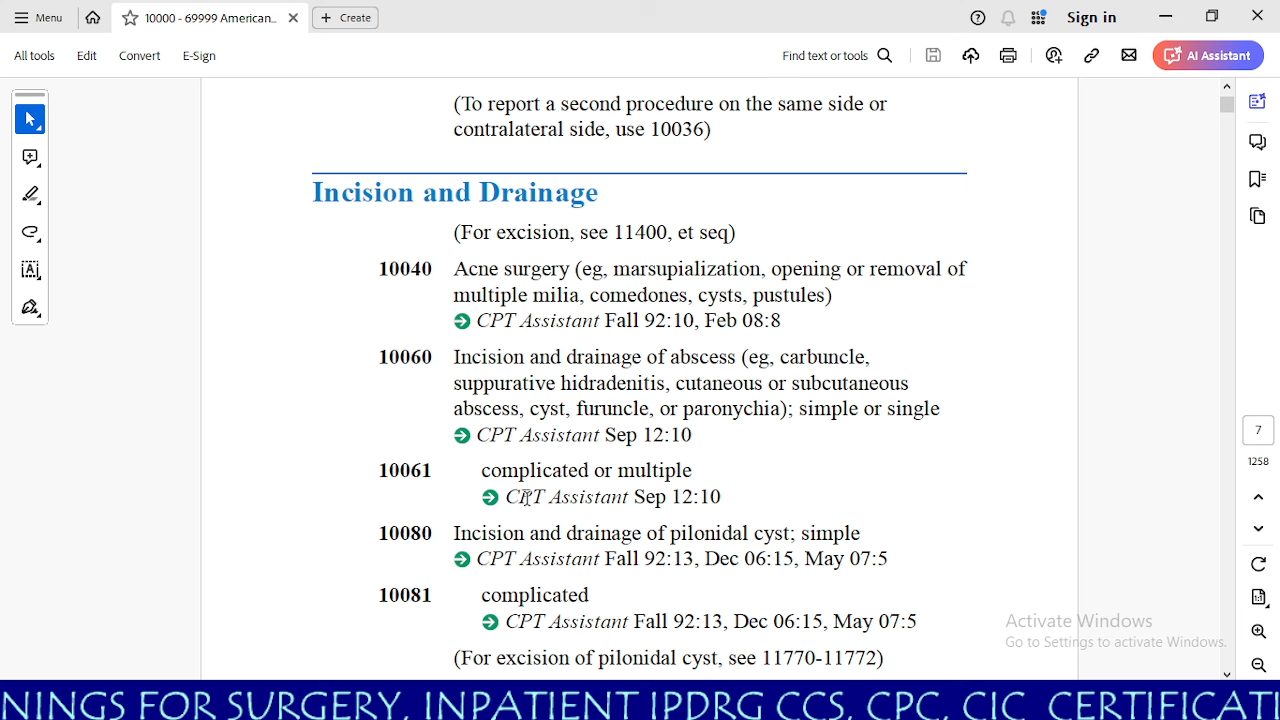 Menu
10000 - 69999 American...
Create
Sign in
All tools
Edit
Convert
E-Sign
Find text or tools
AI Assistant
(To report a second procedure on the same side or
contralateral side, use 10036)
Incision and Drainage
(For excision, see 11400, et seq)
10040 Acne surgery (eg, marsupialization, opening or removal of
multiple milia, comedones, cysts, pustules)
CPT Assistant Fall 92:10, Feb 08:8
10060 Incision and drainage of abscess (eg, carbuncle,
suppurative hidradenitis, cutaneous or subcutaneous
abscess, cyst, furuncle, or paronychia); simple or single
CPT Assistant Sep 12:10
10061 complicated or multiple
CPT Assistant Sep 12:10
10080 Incision and drainage of pilonidal cyst; simple
CPT Assistant Fall 92:13, Dec 06:15, May 07:5
10081 complicated
CPT Assistant Fall 92:13, Dec 06:15, May 07:5
(For excision of pilonidal cyst, see 11770-11772)
7
1258
Activate Windows
Go to Settings to activate Windows.
NINGS FOR SURGERY, INPATIENT IPDRG CCS, CPC, CIC CERTIFICATI